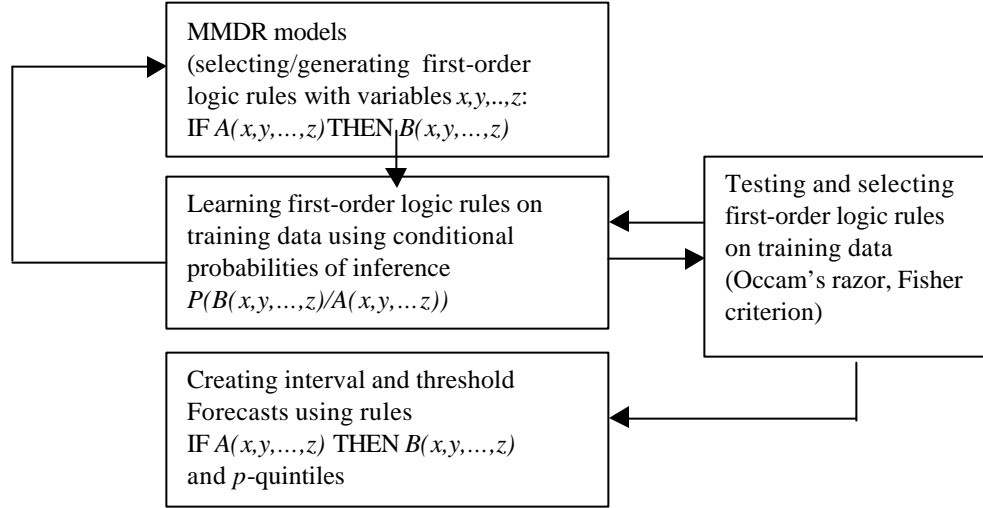 MMDR models
(selecting/generating first-order
logic rules with variables x,y,..,z:
IF A(x,y,…,z) THEN B(x,y,…,z)
Learning first-order logic rules on
training data using conditional
probabilities of inference
P(B(x,y,…,z)/A(x,y,…z))
Testing and selecting
first-order logic rules
on training data
(Occam’s razor, Fisher
criterion)
Creating interval and threshold
Forecasts using rules
IF A(x,y,…,z) THEN B(x,y,…,z)
and p-quintiles